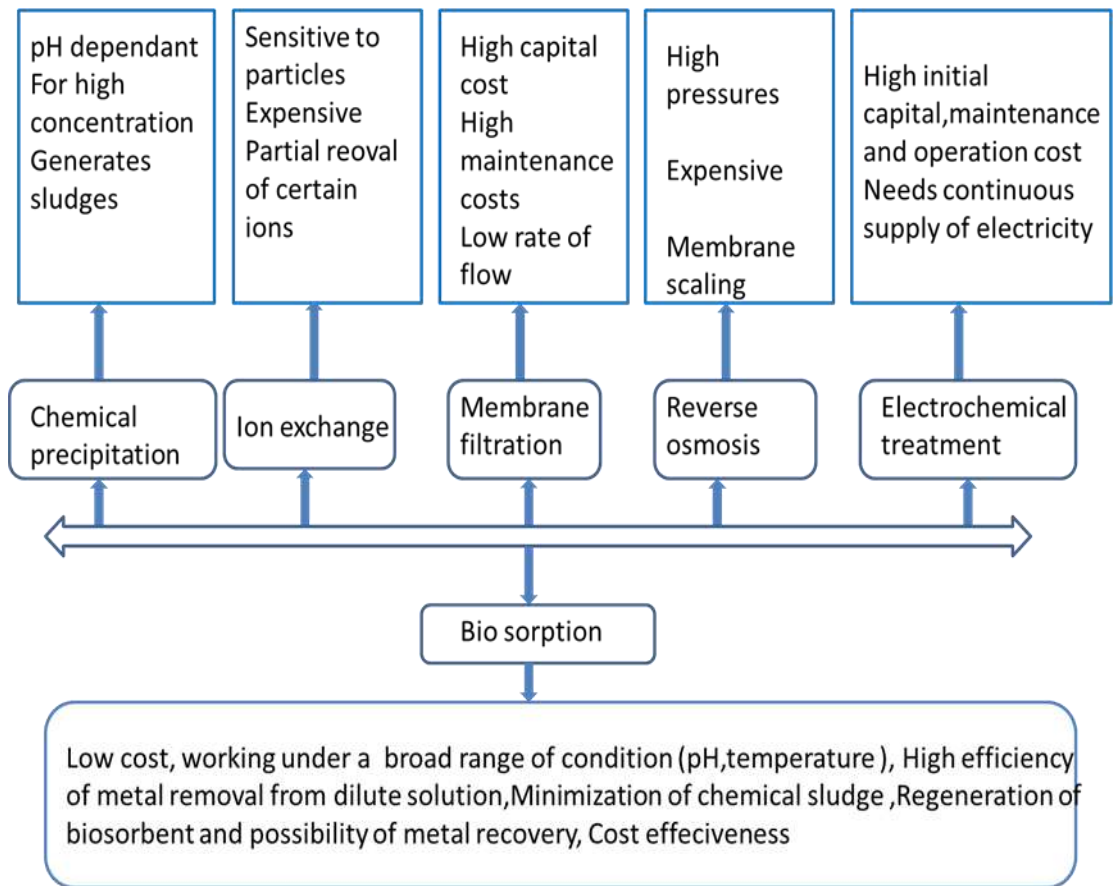 pH dependant
For high
concentration
Generates
sludges
Sensitive to
particles
Expensive
Partial reoval
of certain
ions
High capital
cost
High
maintenance
costs
Low rate of
flow
High
pressures
Expensive
Membrane
scaling
High initial
capital,maintenance
and operation cost
Needs continuous
supply of electricity
Chemical
precipitation
Ion exchange
Membrane
filtration
Reverse
osmosis
Electrochemical
treatment
Bio sorption
Low cost, working under a broad range of condition (pH,temperature ), High efficiency
of metal removal from dilute solution,Minimization of chemical sludge ,Regeneration of
biosorbent and possibility of metal recovery, Cost effeciveness